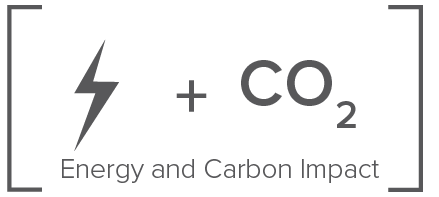 + CO₂
Energy and Carbon Impact